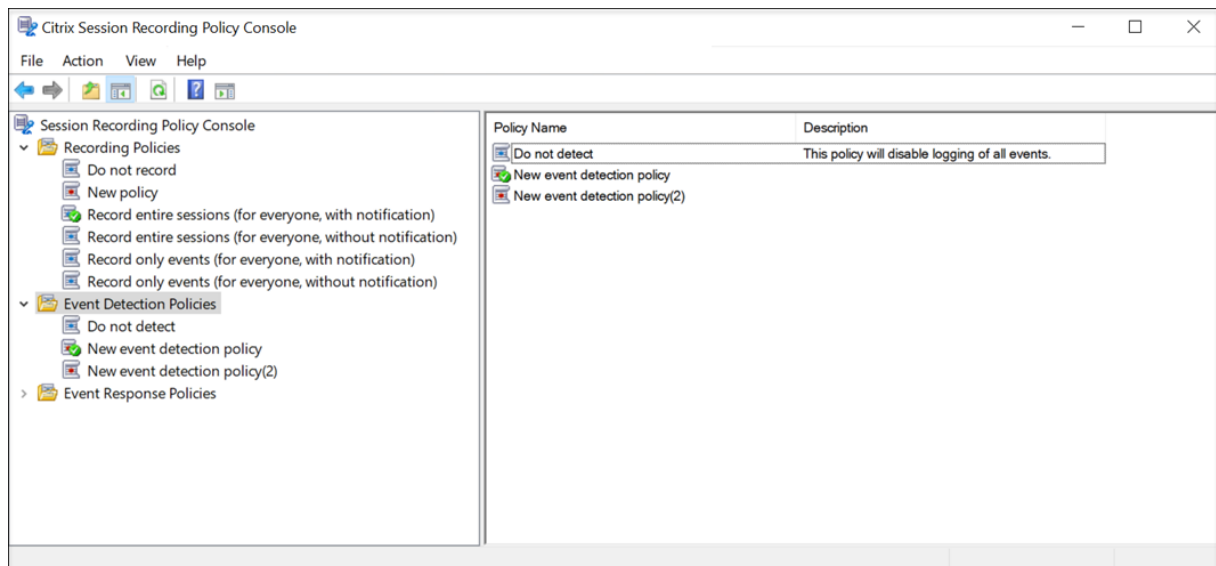 Citrix Session Recording Policy Console
File Action View Help
Session Recording Policy Console
Recording Policies
Do not record
New policy
Record entire sessions (for everyone, with notification)
Record entire sessions (for everyone, without notification)
Record only events (for everyone, with notification)
Record only events (for everyone, without notification)
Event Detection Policies
Do not detect
New event detection policy
New event detection policy(2)
Event Response Policies
Policy Name Description
Do not detect This policy will disable logging of all events.
New event detection policy
New event detection policy(2)